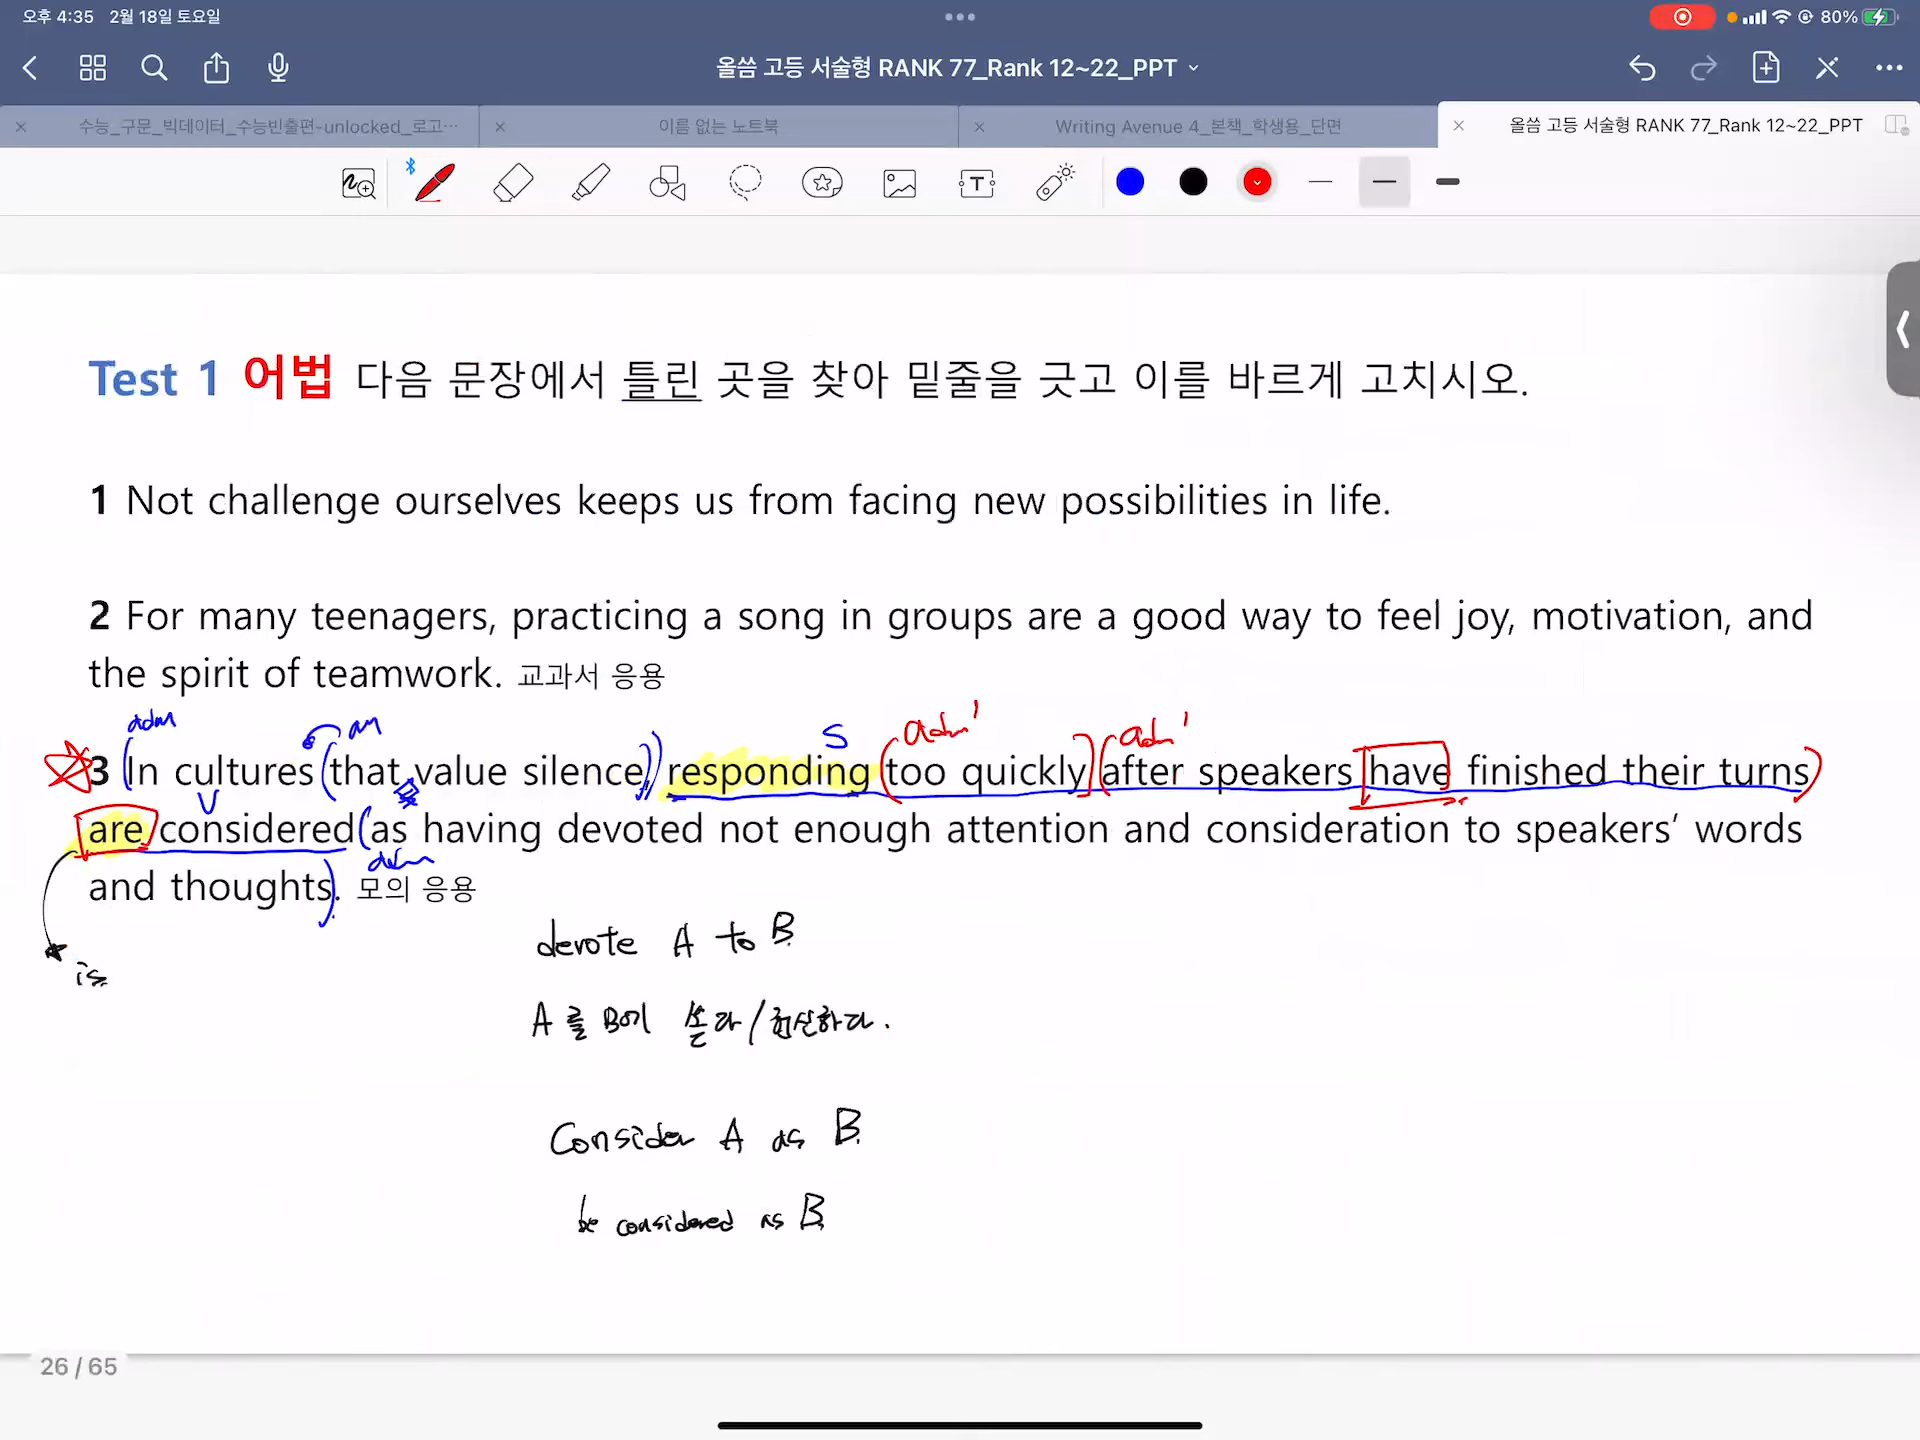 오후 4:35 2월 18일 토요일
80%
올씀 고등 서술형 RANK 77_Rank 12~22_PPT
수능_구문_빅데이터_수능빈출편-unlocked_로고…
이름 없는 노트북
Writing Avenue 4_본책_학생용_단면
올씀 고등 서술형 RANK 77_Rank 12~22_PPT
Test 1 어법 다음 문장에서 틀린 곳을 찾아 밑줄을 긋고 이를 바르게 고치시오.
1 Not challenge ourselves keeps us from facing new possibilities in life.
2 For many teenagers, practicing a song in groups are a good way to feel joy, motivation, and
the spirit of teamwork. 교과서 응용
S
3 (In cultures (that value silence)) responding (too quickly) (after speakers have finished their turns)
V
are considered (as having devoted not enough attention and consideration to speakers’ words
and thoughts). 모의 응용
devote A to B
is
A를 B에 쏟다/헌신하다.
Consider A as B
be considered as B
26 / 65